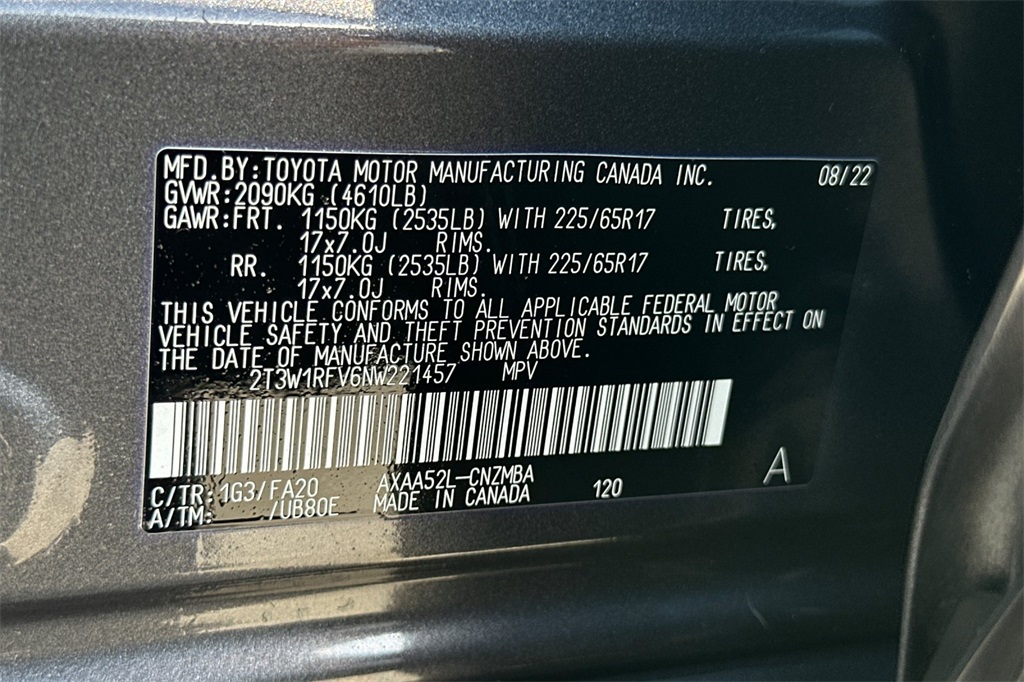 MFD.BY:TOYOTA MOTOR MANUFACTURING CANADA INC. 08/22
GVWR:2090KG (4610LB)
GAWR:FRT. 1150KG (2535LB) WITH 225/65R17 TIRES,
17x7.0J RIMS.
RR. 1150KG (2535LB) WITH 225/65R17 TIRES,
17x7.0J RIMS.
THIS VEHICLE CONFORMS TO ALL APPLICABLE FEDERAL MOTOR
VEHICLE SAFETY AND THEFT PREVENTION STANDARDS IN EFFECT ON
THE DATE OF MANUFACTURE SHOWN ABOVE.
2T3W1RFV6NW221457 MPV
C/TR:1G3/FA20 AXAA52L-CNZMBA 120 A
A/TM: /UB80E MADE IN CANADA